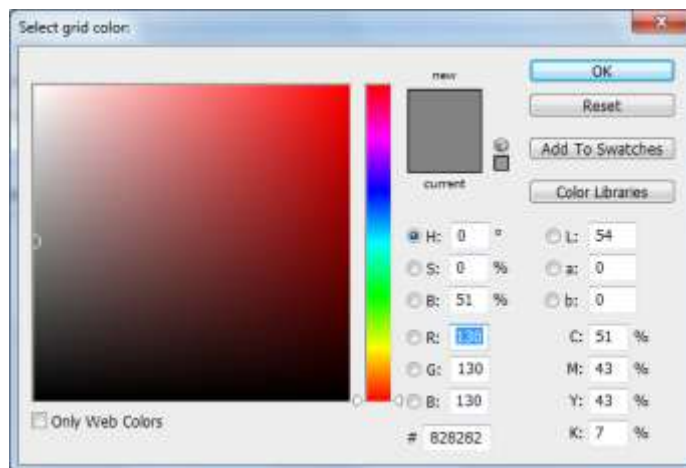 Select grid color:
new
current
OK
Reset
Add To Swatches
Color Libraries
H: 0 °
S: 0 %
B: 51 %
R: 130
G: 130
B: 130
# 828282
L: 54
a: 0
b: 0
C: 51 %
M: 43 %
Y: 43 %
K: 7 %
Only Web Colors